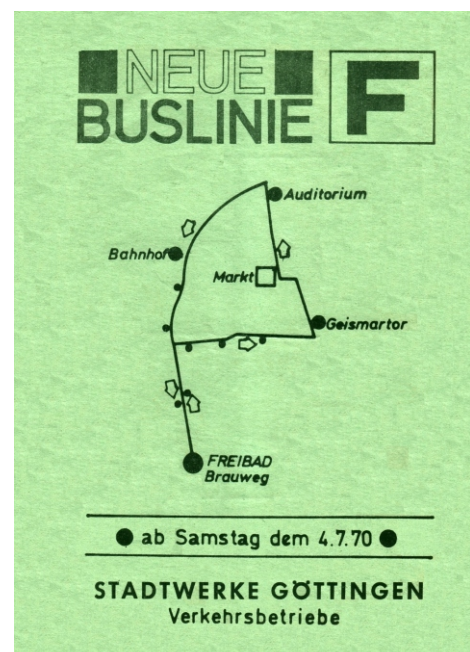 NEUE
BUSLINIE F
Auditorium
Bahnhof
Markt
Geismartor
FREIBAD
Brauweg
ab Samstag dem 4.7.70
STADTWERKE GÖTTINGEN
Verkehrsbetriebe